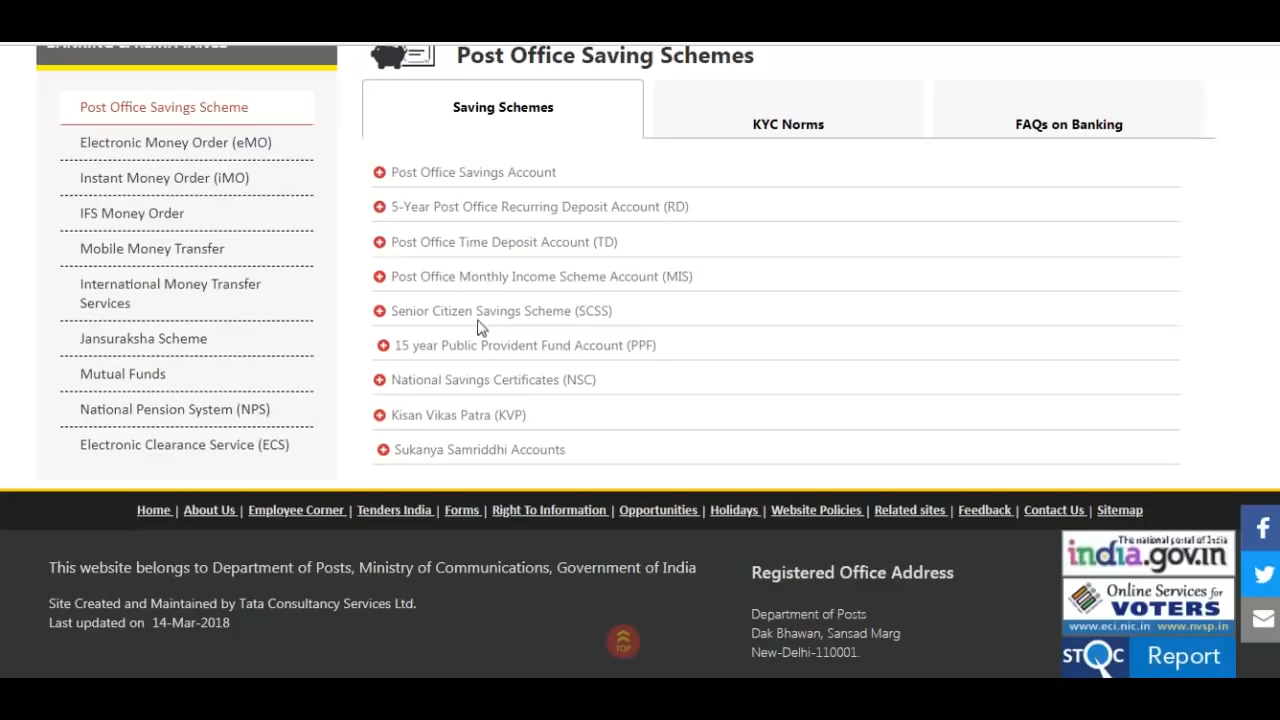 Post Office Saving Schemes
Post Office Savings Scheme
Electronic Money Order (eMO)
Instant Money Order (iMO)
IFS Money Order
Mobile Money Transfer
International Money Transfer
Services
Jansuraksha Scheme
Mutual Funds
National Pension System (NPS)
Electronic Clearance Service (ECS)
Saving Schemes
KYC Norms
FAQs on Banking
Post Office Savings Account
5-Year Post Office Recurring Deposit Account (RD)
Post Office Time Deposit Account (TD)
Post Office Monthly Income Scheme Account (MIS)
Senior Citizen Savings Scheme (SCSS)
15 year Public Provident Fund Account (PPF)
National Savings Certificates (NSC)
Kisan Vikas Patra (KVP)
Sukanya Samriddhi Accounts
Home | About Us | Employee Corner | Tenders India | Forms | Right To Information | Opportunities | Holidays | Website Policies | Related sites | Feedback | Contact Us | Sitemap
This website belongs to Department of Posts, Ministry of Communications, Government of India
Site Created and Maintained by Tata Consultancy Services Ltd.
Last updated on 14-Mar-2018
TOP
Registered Office Address
Department of Posts
Dak Bhawan, Sansad Marg
New-Delhi-110001.
The national portal of India
india.gov.in
Online Services for
VOTERS
www.eci.nic.in www.nvsp.in
STQC Report